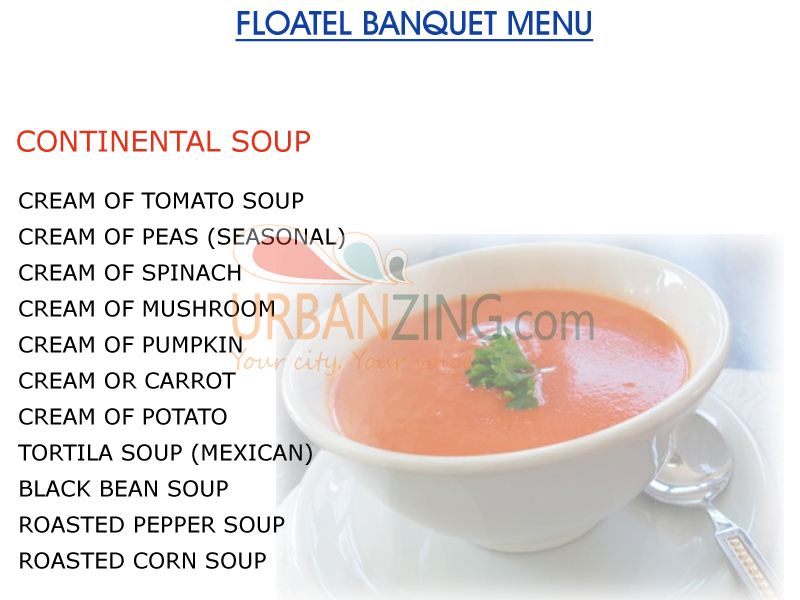 FLOATEL BANQUET MENU
CONTINENTAL SOUP
CREAM OF TOMATO SOUP
CREAM OF PEAS (SEASONAL)
CREAM OF SPINACH
CREAM OF MUSHROOM
CREAM OF PUMPKIN
CREAM OR CARROT
CREAM OF POTATO
TORTILA SOUP (MEXICAN)
BLACK BEAN SOUP
ROASTED PEPPER SOUP
ROASTED CORN SOUP
URBANZING.com
Your city. Your voice